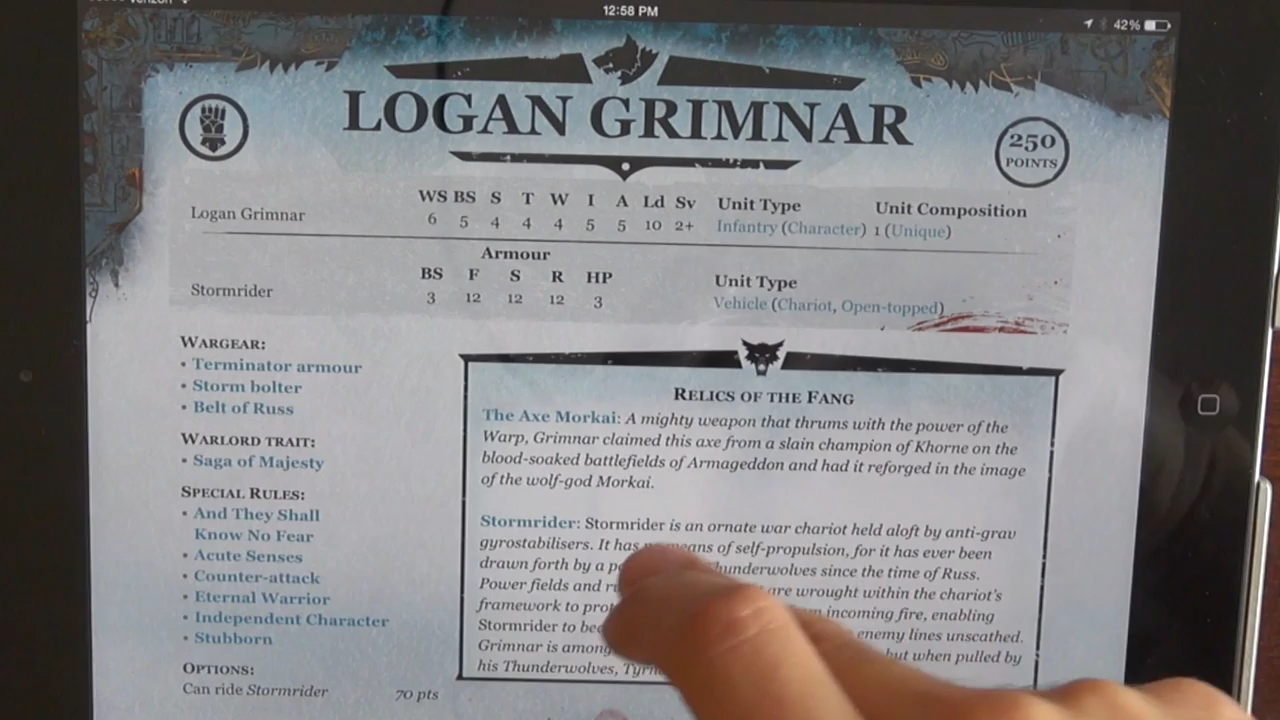 12:58 PM
42%
LOGAN GRIMNAR
250
POINTS
WS BS S T W I A Ld Sv Unit Type Unit Composition
Logan Grimnar 6 5 4 4 4 5 5 10 2+ Infantry (Character) 1 (Unique)
Armour
BS F S R HP Unit Type
Stormrider 3 12 12 12 3 Vehicle (Chariot, Open-topped)
WARGEAR:
• Terminator armour
• Storm bolter
• Belt of Russ
WARLORD TRAIT:
• Saga of Majesty
SPECIAL RULES:
• And They Shall
Know No Fear
• Acute Senses
• Counter-attack
• Eternal Warrior
• Independent Character
• Stubborn
OPTIONS:
Can ride Stormrider 70 pts
RELICS OF THE FANG
The Axe Morkai: A mighty weapon that thrums with the power of the
Warp, Grimnar claimed this axe from a slain champion of Khorne on the
blood-soaked battlefields of Armageddon and had it reforged in the image
of the wolf-god Morkai.
Stormrider: Stormrider is an ornate war chariot held aloft by anti-grav
gyrostabilisers. It has means of self-propulsion, for it has ever been
drawn forth by a since the time of Russ.
Power fields and are wrought within the chariot's
framework to incoming fire, enabling
Stormrider to enemy lines unscathed.
Grimnar is but when pulled by
his Thunderwolves,